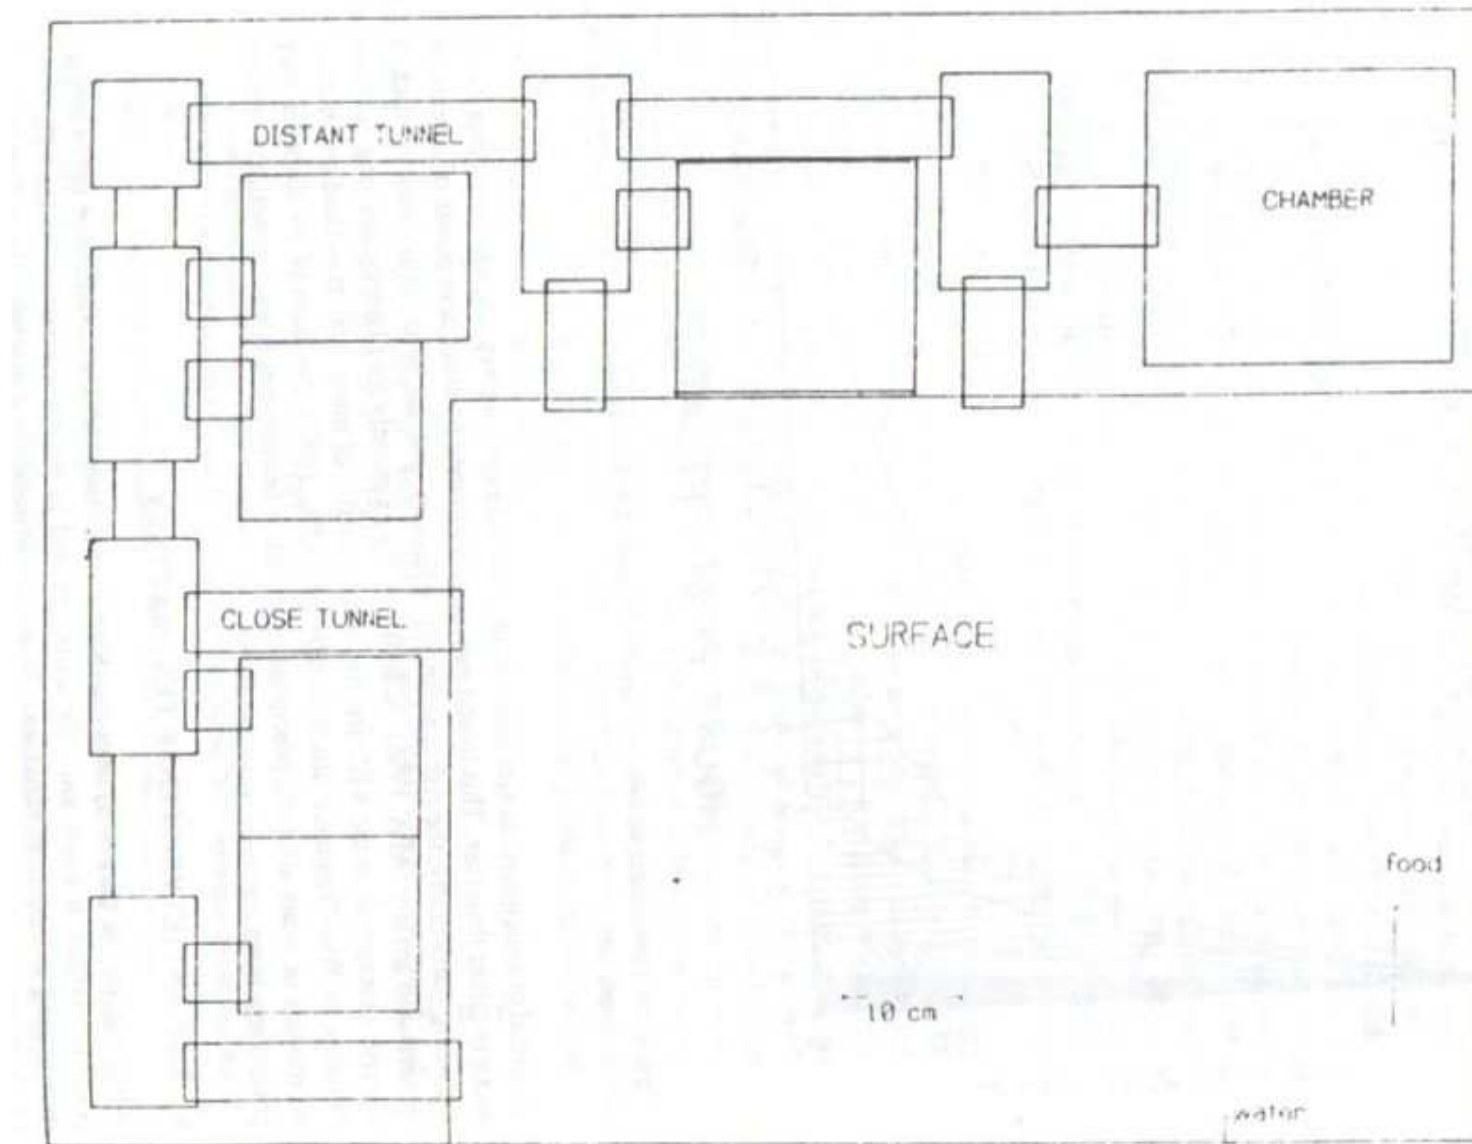 DISTANT TUNNEL
CHAMBER
CLOSE TUNNEL
SURFACE
food
10 cm
water